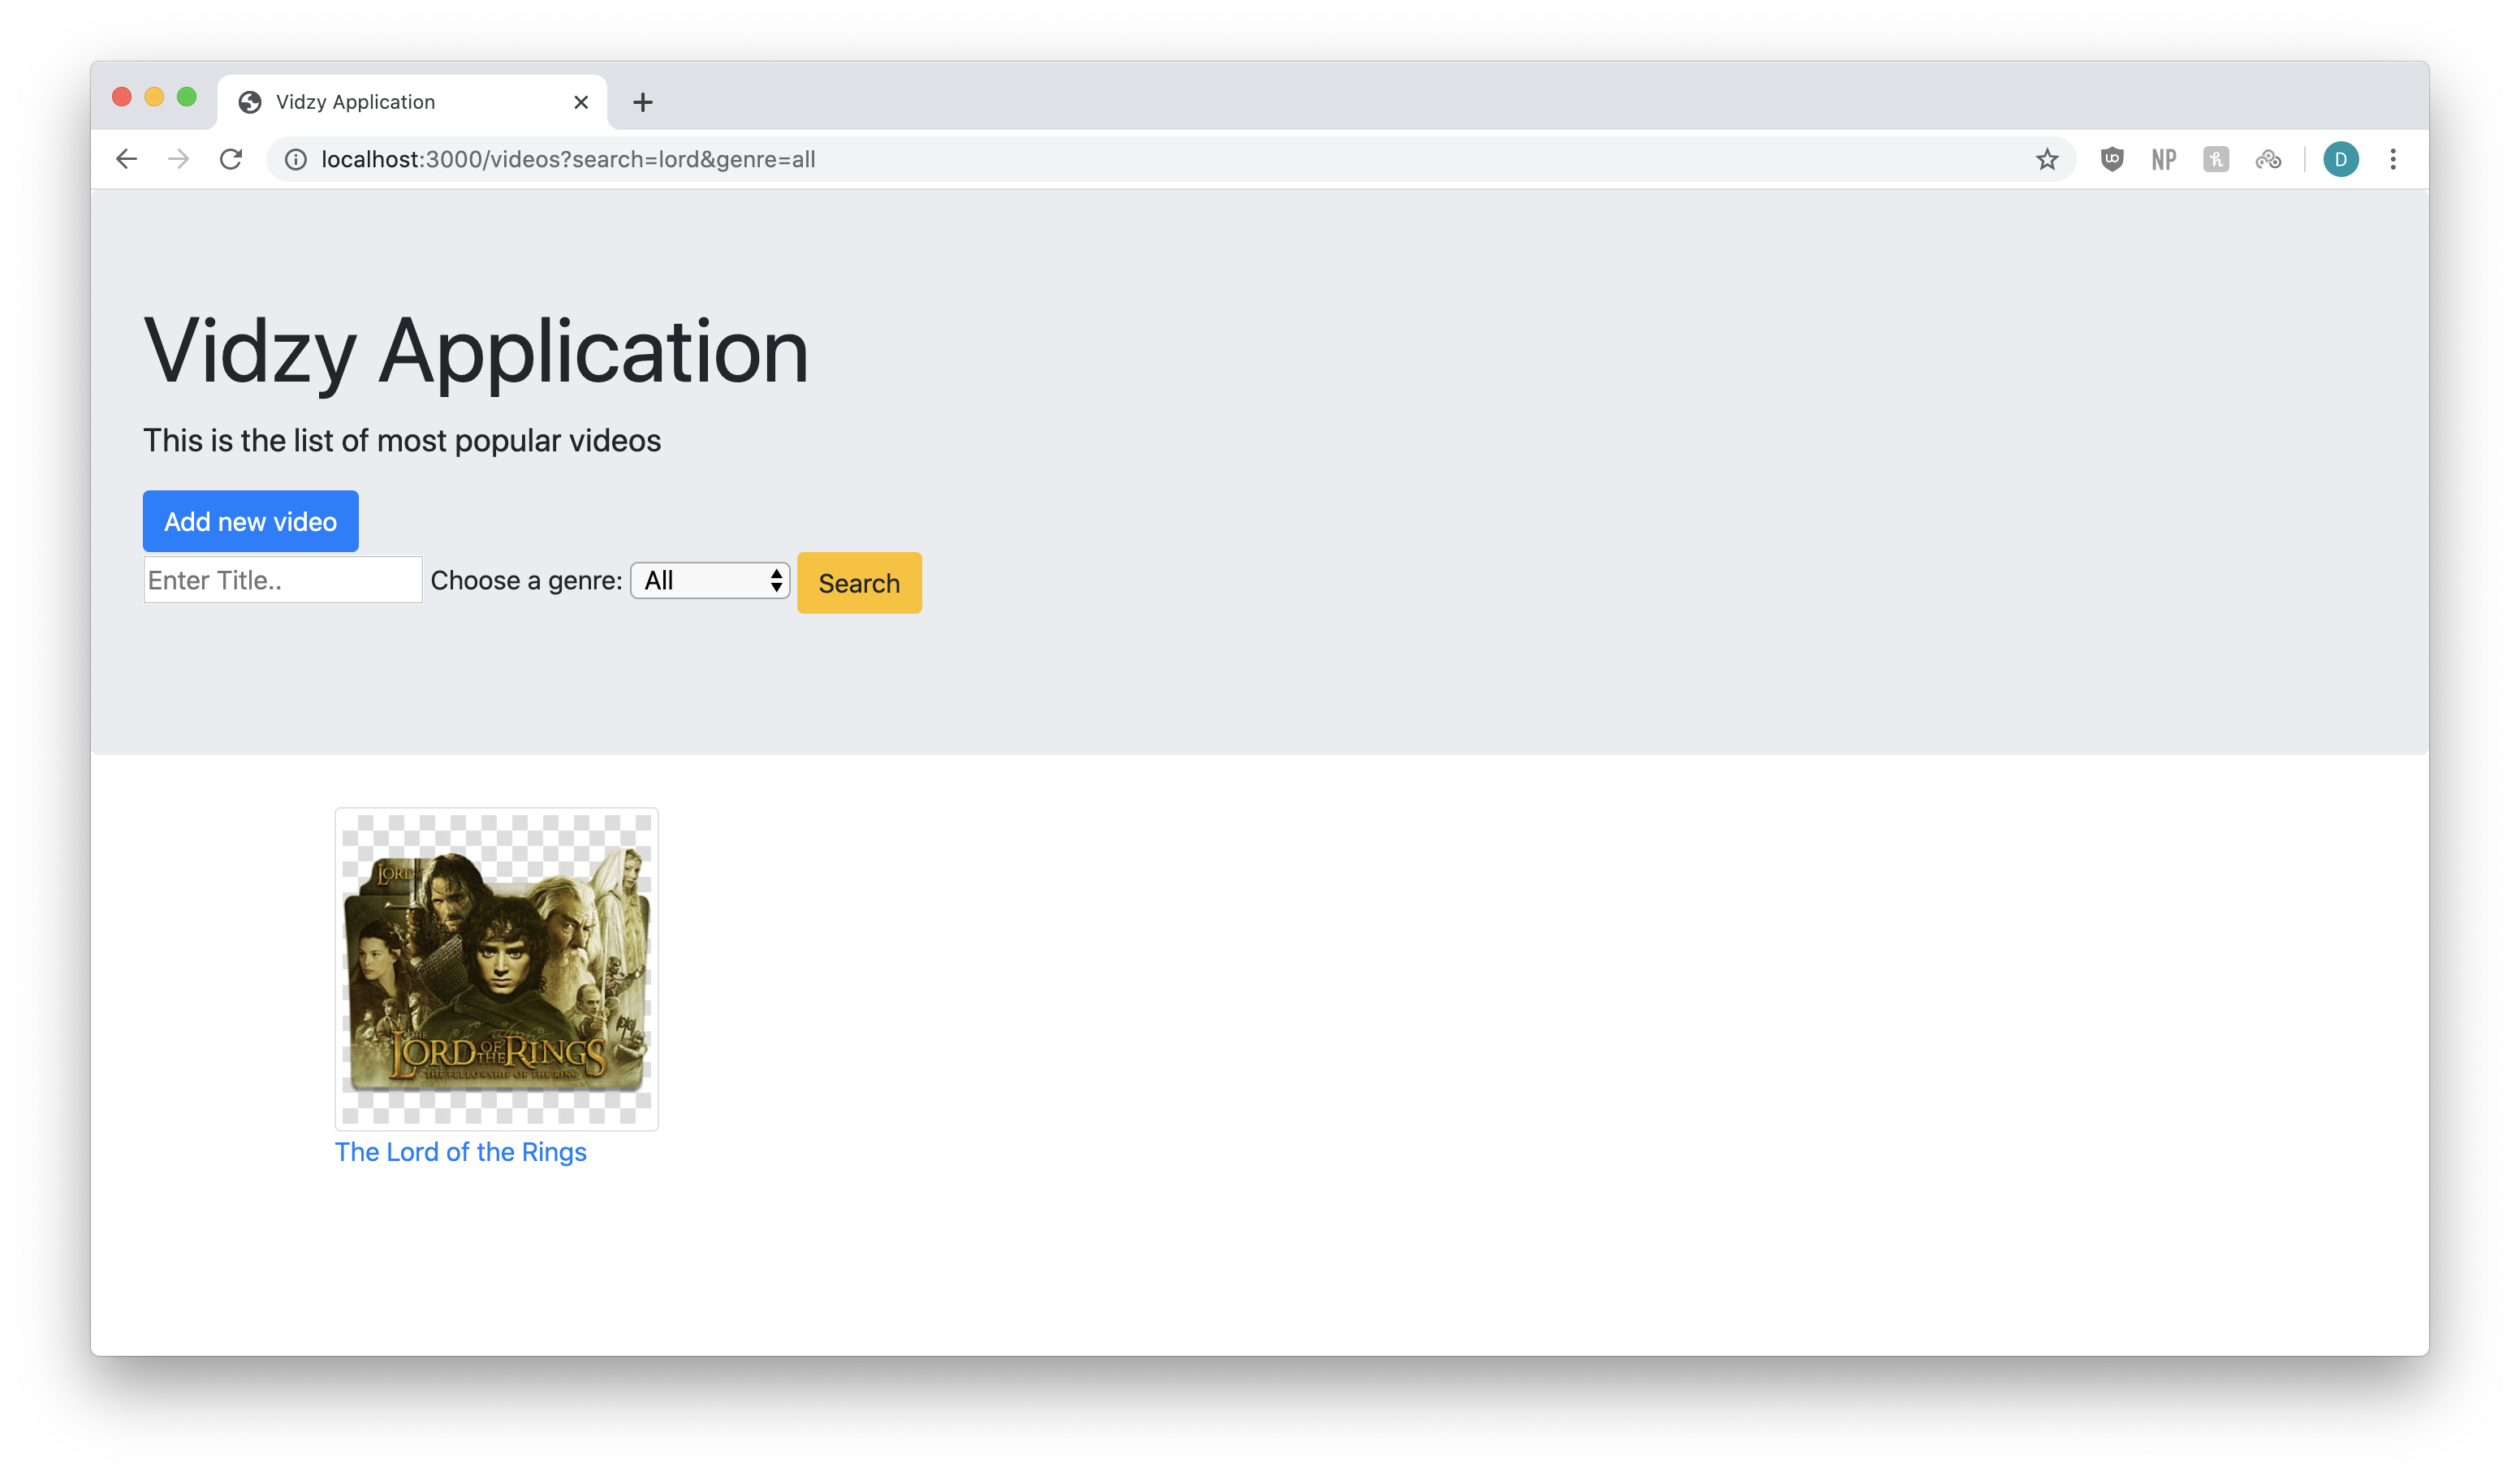 Vidzy Application
localhost:3000/videos?search=lord&genre=all
NP
D
Vidzy Application
This is the list of most popular videos
Add new video
Enter Title.. Choose a genre: All Search
LORD
THE LORD OF THE RINGS
THE FELLOWSHIP OF THE RING
The Lord of the Rings